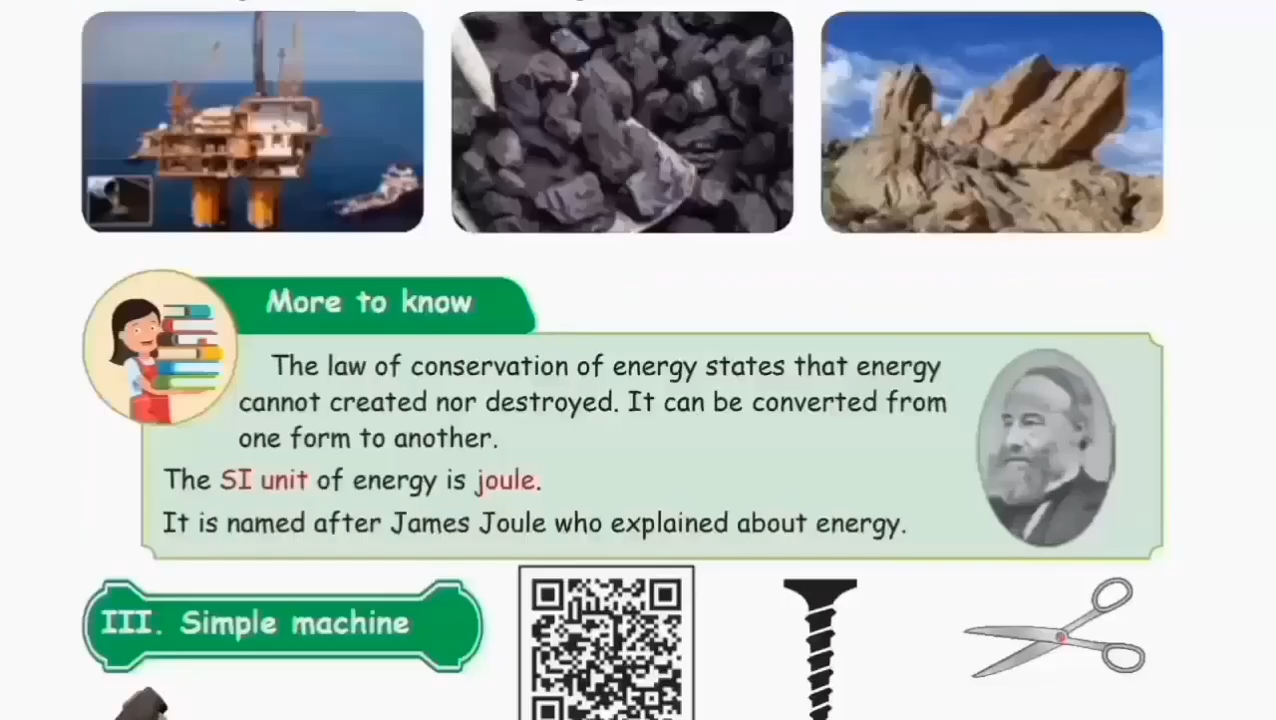 More to know
The law of conservation of energy states that energy
cannot created nor destroyed. It can be converted from
one form to another.
The SI unit of energy is joule.
It is named after James Joule who explained about energy.
III. Simple machine